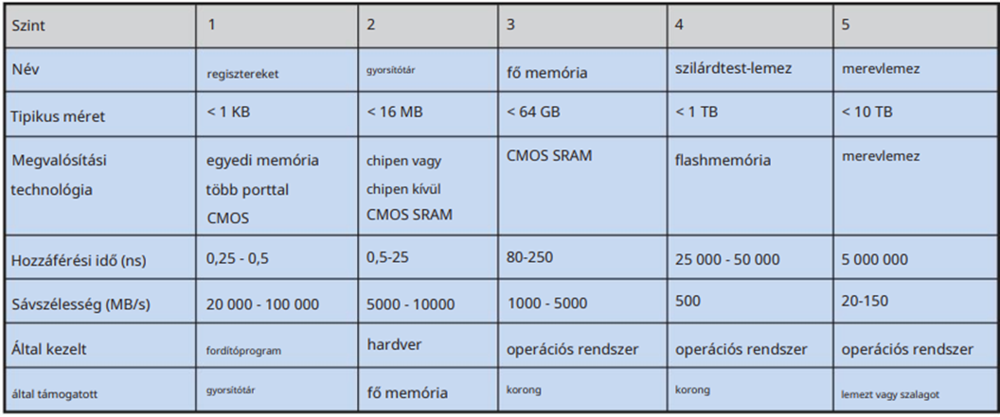 Szint 1 2 3 4 5
Név regisztereket gyorsítótár fő memória szilárdtest-lemez merevlemez
Tipikus méret < 1 KB < 16 MB < 64 GB < 1 TB < 10 TB
Megvalósítási technológia egyedi memória több porttal CMOS chipen vagy chipen kívül CMOS SRAM CMOS SRAM flashmemória merevlemez
Hozzáférési idő (ns) 0,25 - 0,5 0,5-25 80-250 25 000 - 50 000 5 000 000
Sávszélesség (MB/s) 20 000 - 100 000 5000 - 10000 1000 - 5000 500 20-150
Által kezelt fordítóprogram hardver operációs rendszer operációs rendszer operációs rendszer
által támogatott gyorsítótár fő memória korong korong lemezt vagy szalagot